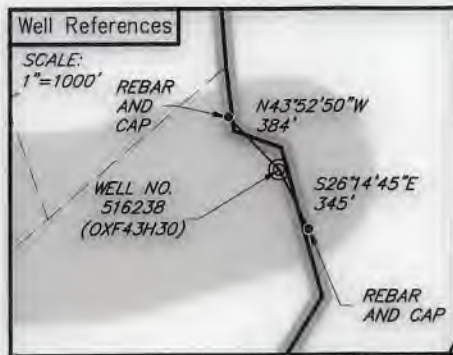 Well References
SCALE:
1"=1000'
REBAR
AND
CAP
N43°52'50"W
384'
WELL NO.
516238
(OXF43H30)
S26°14'45"E
345'
REBAR
AND CAP